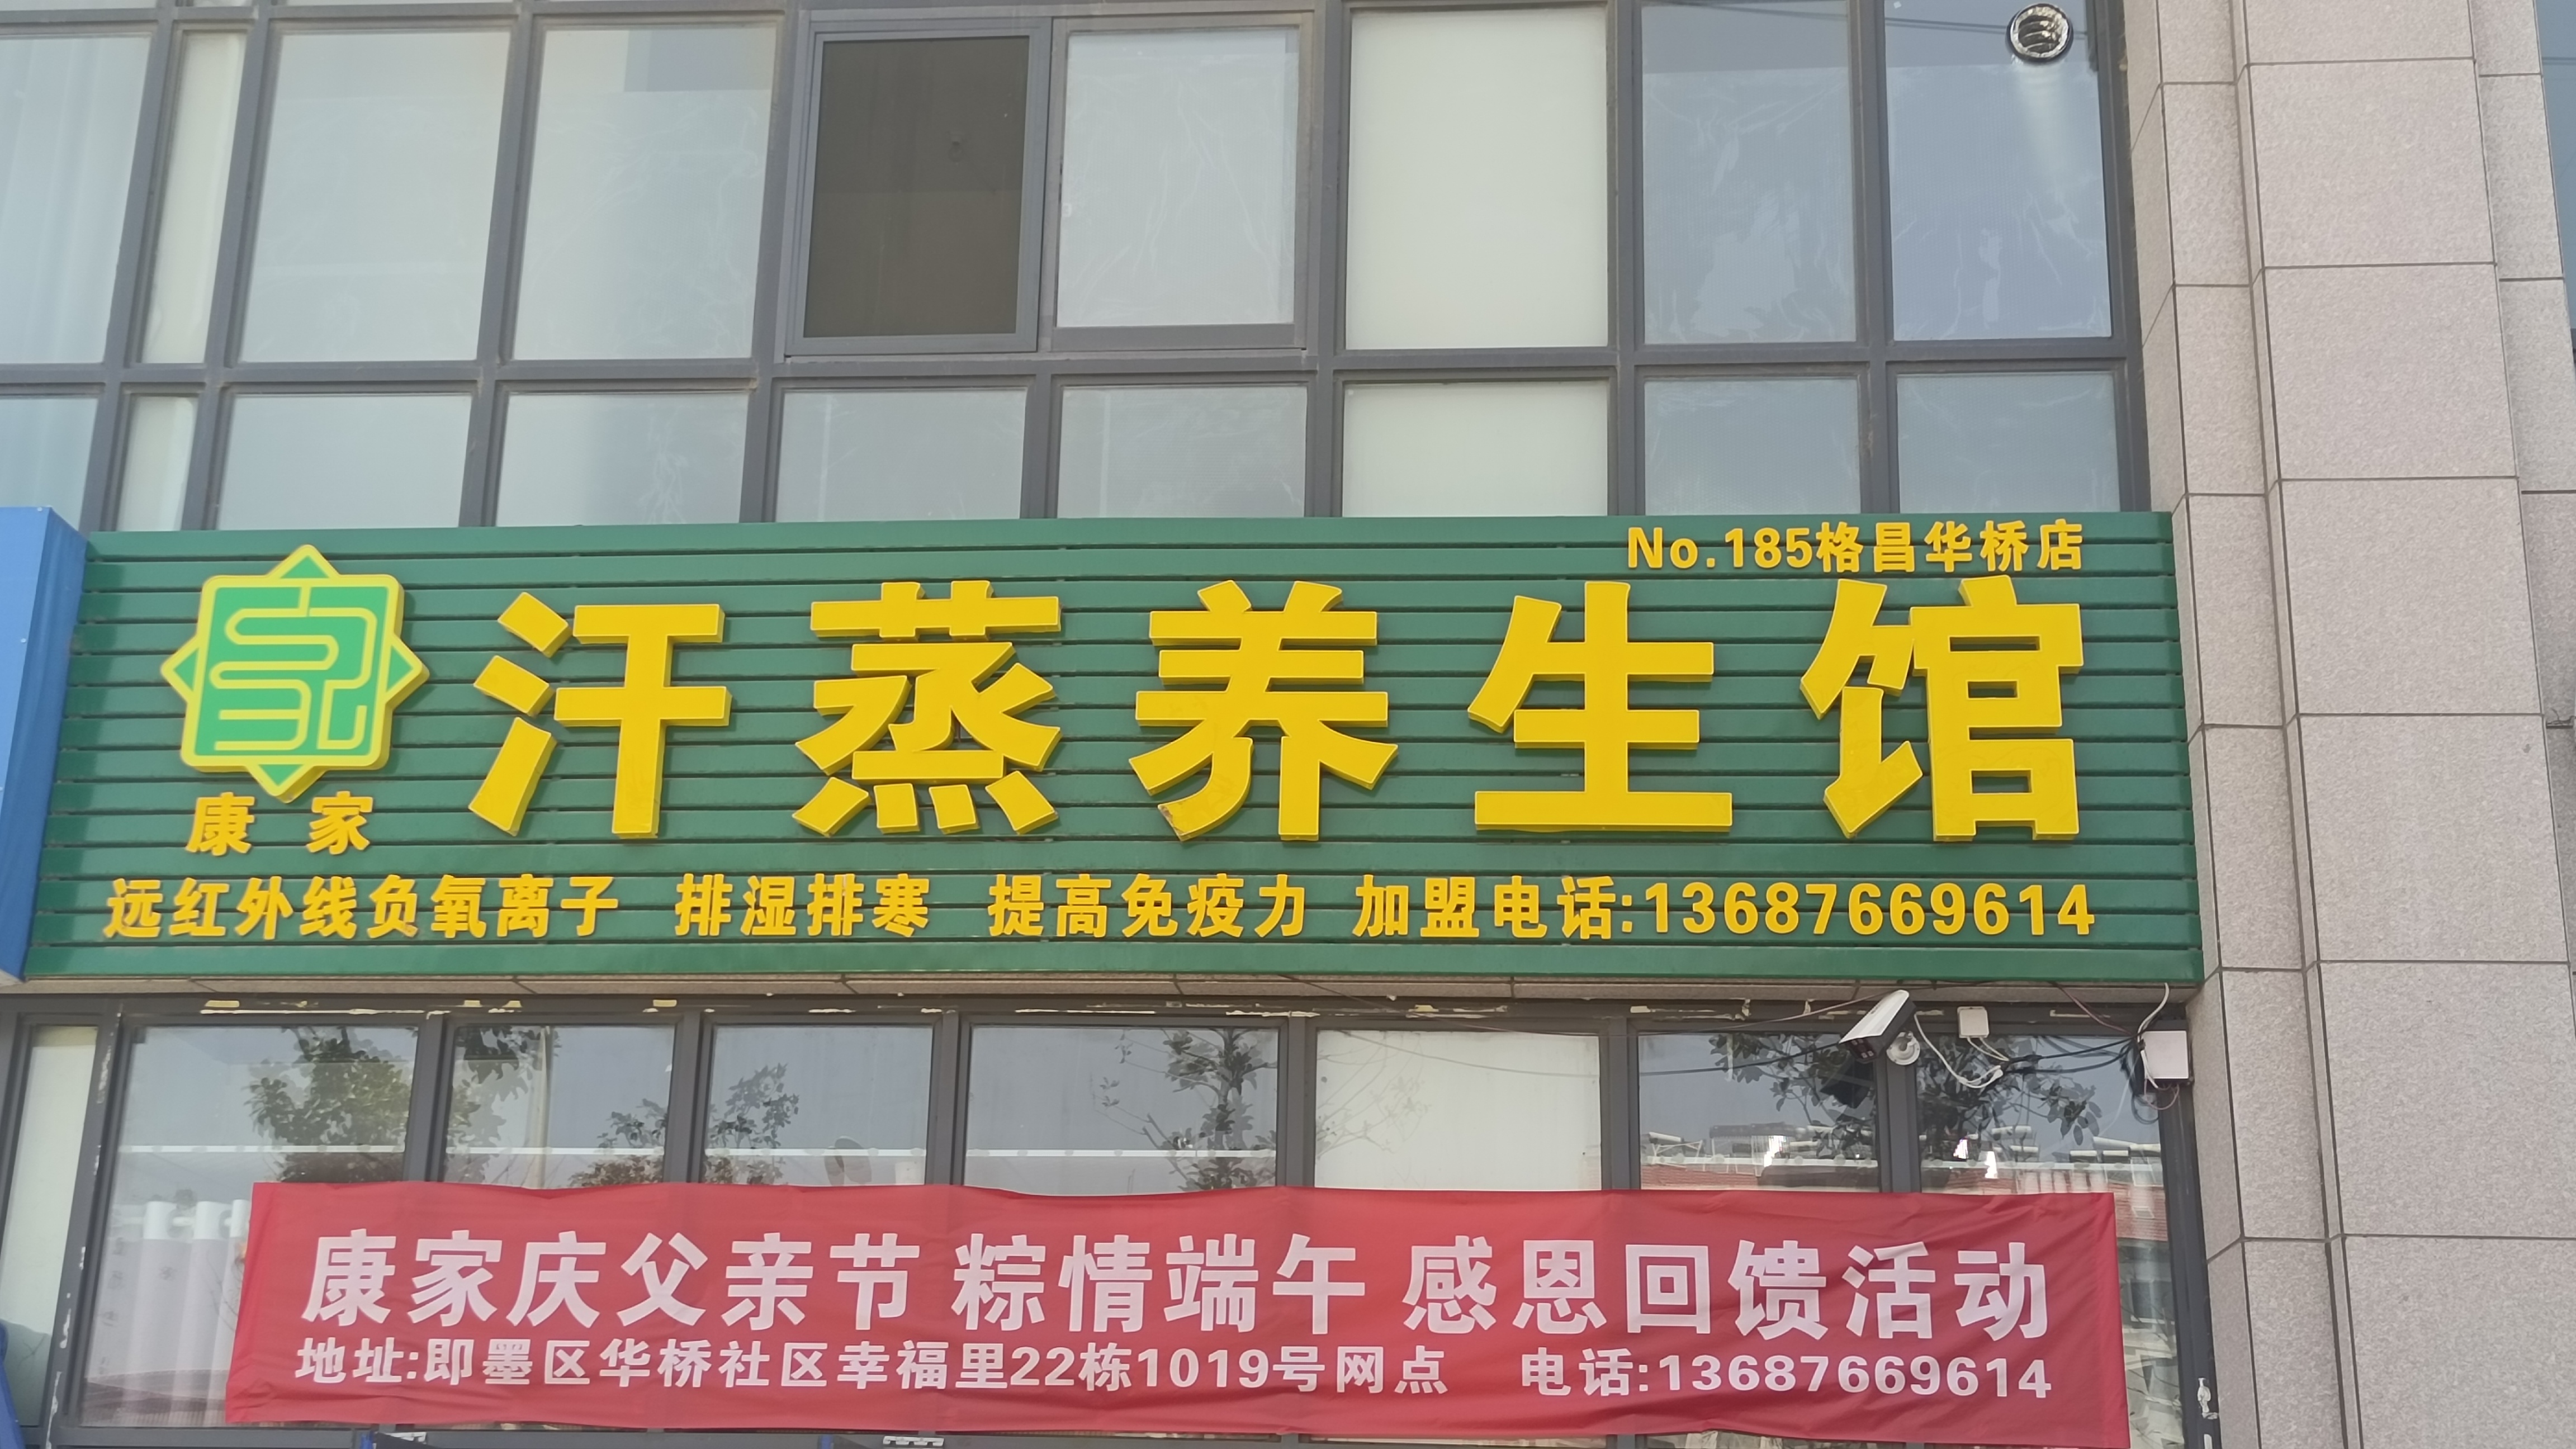 No.185格昌华桥店
汗蒸养生馆
康家
远红外线负氧离子 排湿排寒 提高免疫力 加盟电话:13687669614
康家庆父亲节 粽情端午 感恩回馈活动
地址:即墨区华桥社区幸福里22栋1019号网点 电话:13687669614